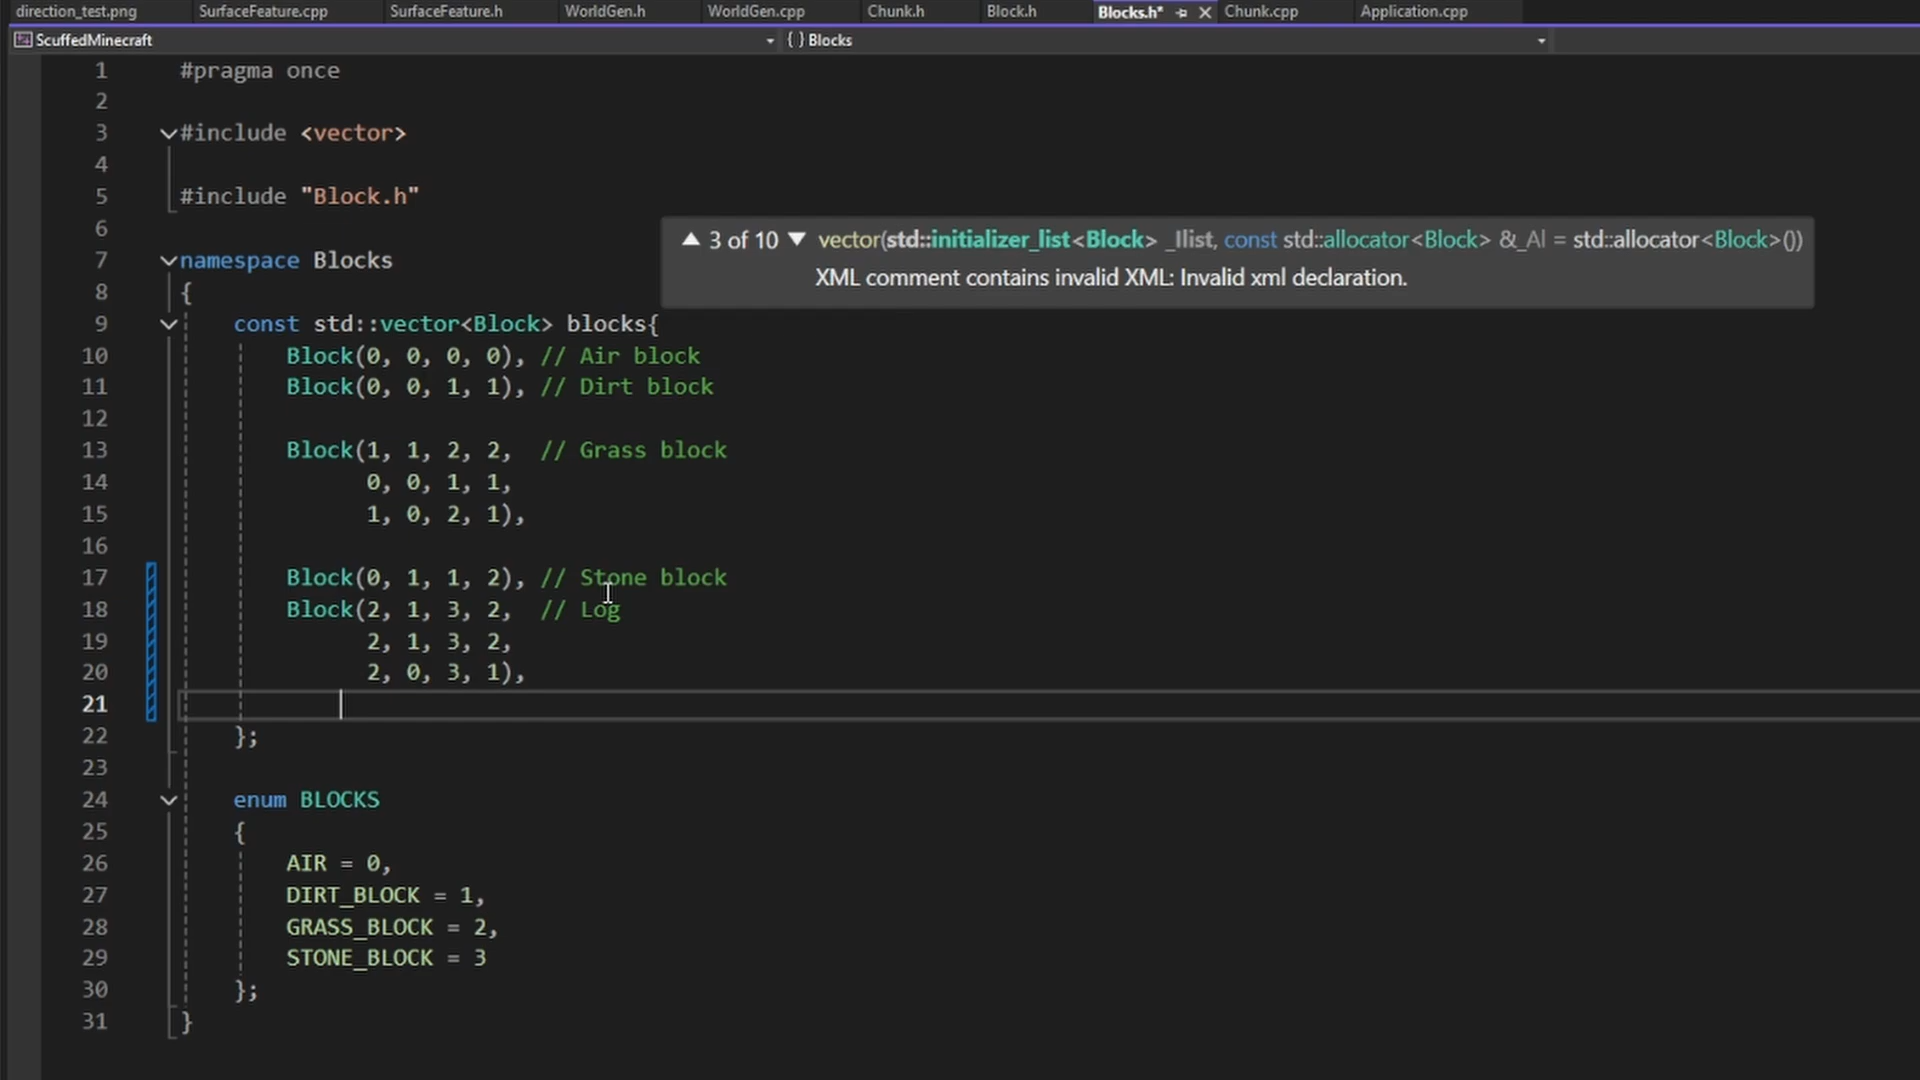 direction_test.png SurfaceFeature.cpp SurfaceFeature.h WorldGen.h WorldGen.cpp Chunk.h Block.h Blocks.h* Chunk.cpp Application.cpp
ScuffedMinecraft { } Blocks
1 #pragma once
2
3 #include <vector>
4
5 #include "Block.h"
6
3 of 10 vector(std::initializer_list<Block> _Ilist, const std::allocator<Block> &_Al = std::allocator<Block>())
XML comment contains invalid XML: Invalid xml declaration.
7 namespace Blocks
8 {
9 const std::vector<Block> blocks{
10 Block(0, 0, 0, 0), // Air block
11 Block(0, 0, 1, 1), // Dirt block
12
13 Block(1, 1, 2, 2, // Grass block
14 0, 0, 1, 1,
15 1, 0, 2, 1),
16
17 Block(0, 1, 1, 2), // Stone block
18 Block(2, 1, 3, 2, // Log
19 2, 1, 3, 2,
20 2, 0, 3, 1),
21
22 };
23
24 enum BLOCKS
25 {
26 AIR = 0,
27 DIRT_BLOCK = 1,
28 GRASS_BLOCK = 2,
29 STONE_BLOCK = 3
30 };
31 }